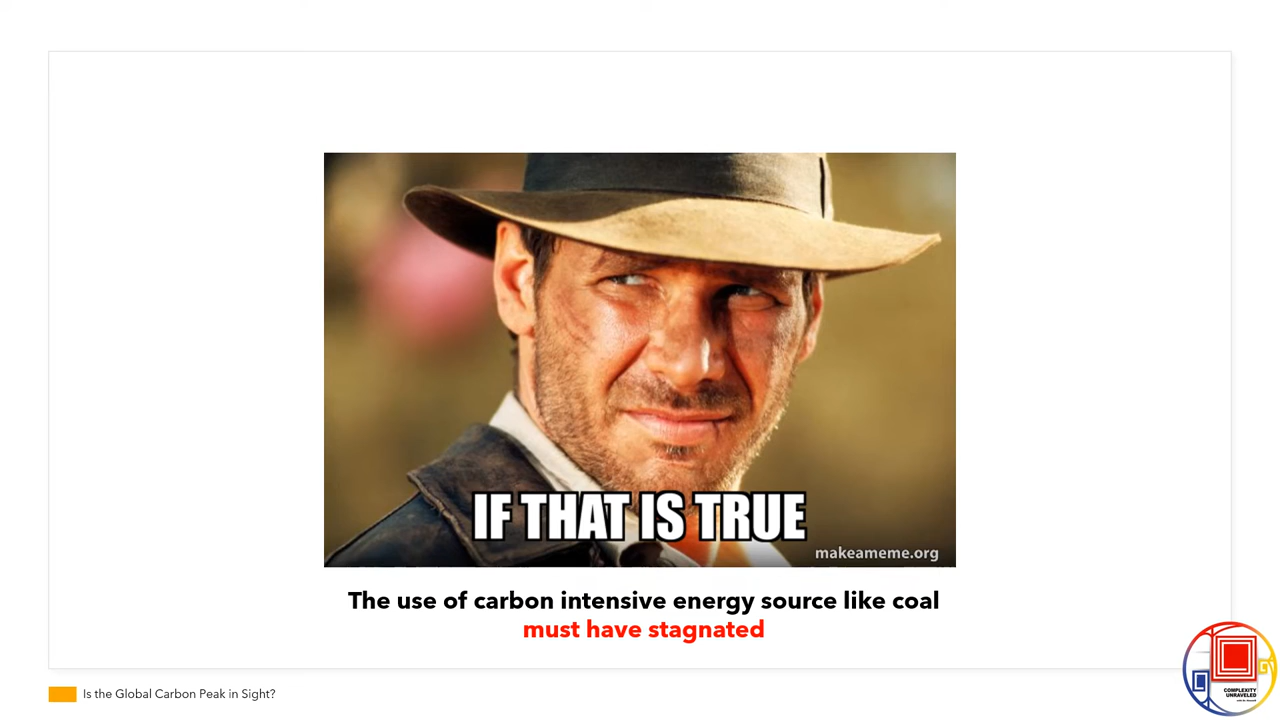 IF THAT IS TRUE
makeameme.org
The use of carbon intensive energy source like coal
must have stagnated
Is the Global Carbon Peak in Sight?
COMPLEXITY
UNRAVELED